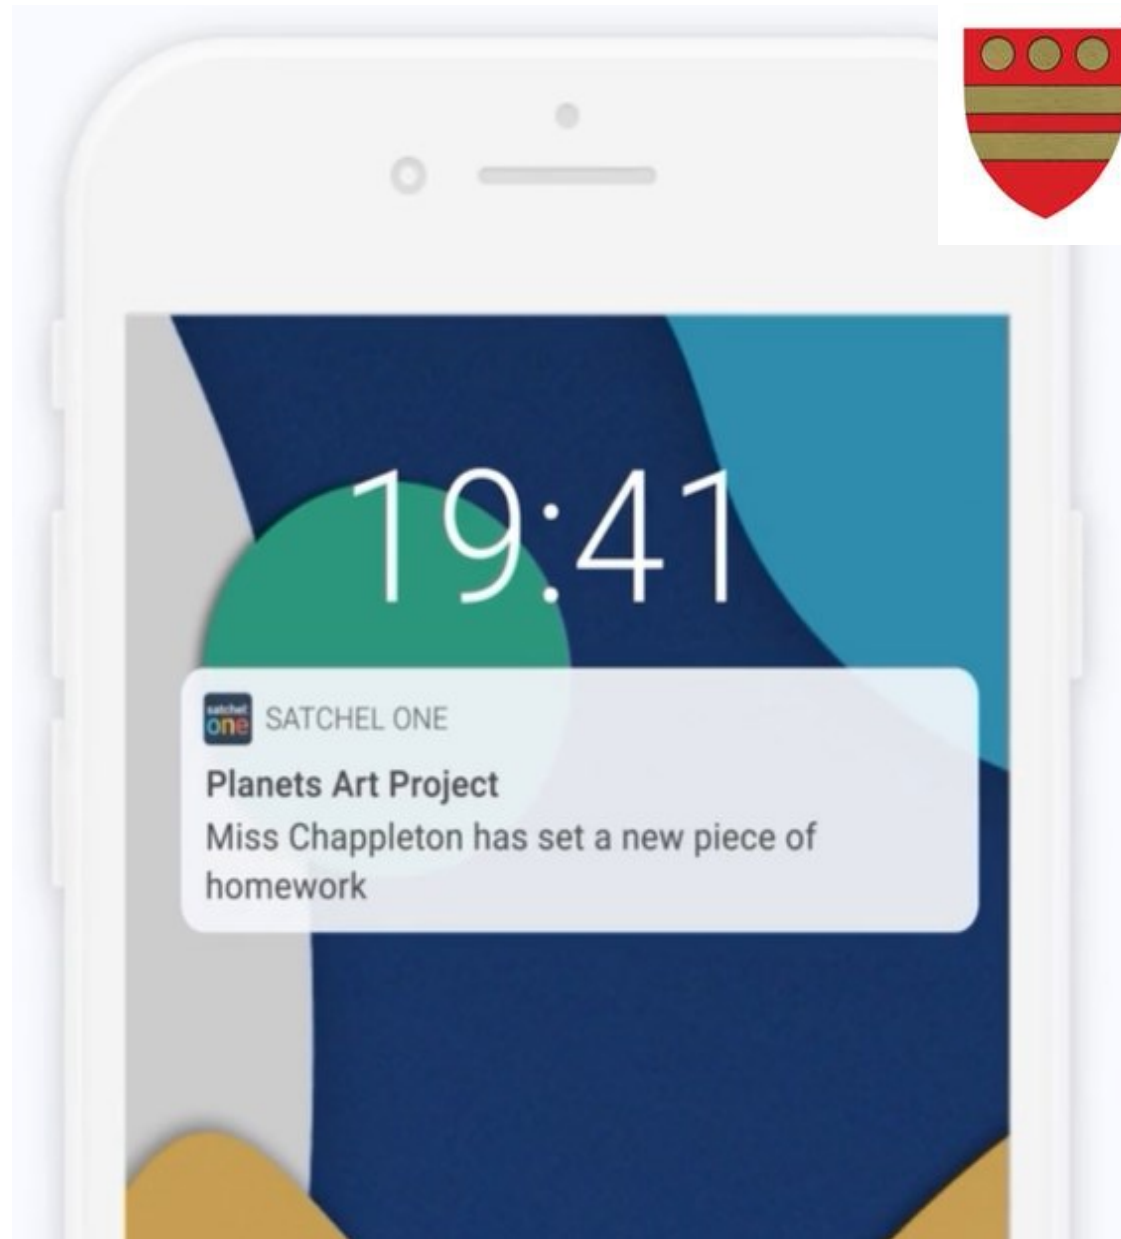 19:41
satchel
one
SATCHEL ONE
Planets Art Project
Miss Chappleton has set a new piece of
homework